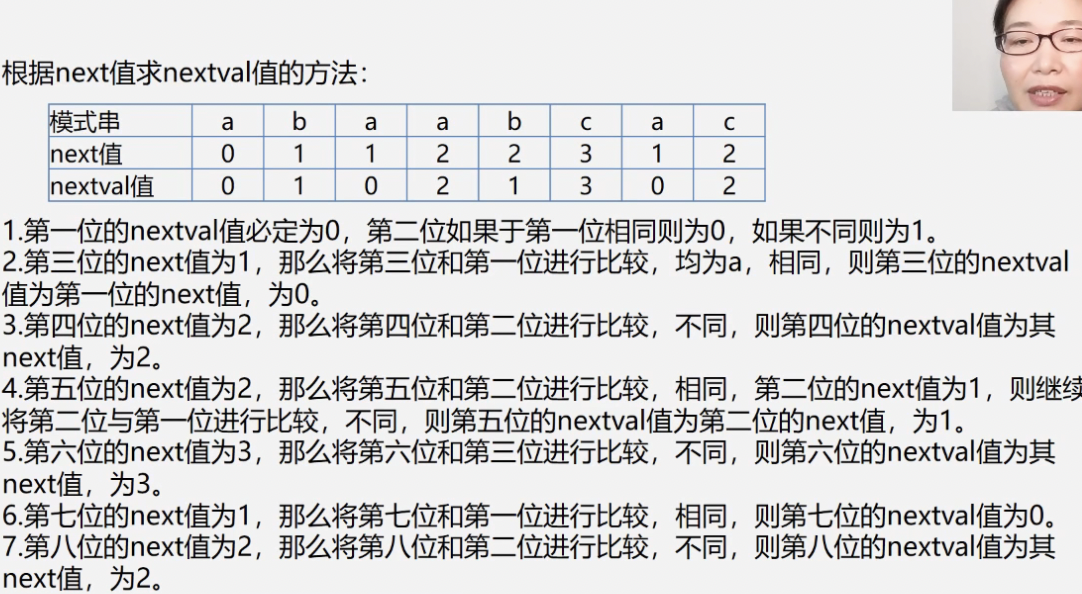 根据next值求nextval值的方法：
模式串 a b a a b c a c
next值 0 1 1 2 2 3 1 2
nextval值 0 1 0 2 1 3 0 2
1.第一位的nextval值必定为0，第二位如果于第一位相同则为0，如果不同则为1。
2.第三位的next值为1，那么将第三位和第一位进行比较，均为a，相同，则第三位的nextval
值为第一位的next值，为0。
3.第四位的next值为2，那么将第四位和第二位进行比较，不同，则第四位的nextval值为其
next值，为2。
4.第五位的next值为2，那么将第五位和第二位进行比较，相同，第二位的next值为1，则继续
将第二位与第一位进行比较，不同，则第五位的nextval值为第二位的next值，为1。
5.第六位的next值为3，那么将第六位和第三位进行比较，不同，则第六位的nextval值为其
next值，为3。
6.第七位的next值为1，那么将第七位和第一位进行比较，相同，则第七位的nextval值为0。
7.第八位的next值为2，那么将第八位和第二位进行比较，不同，则第八位的nextval值为其
next值，为2。